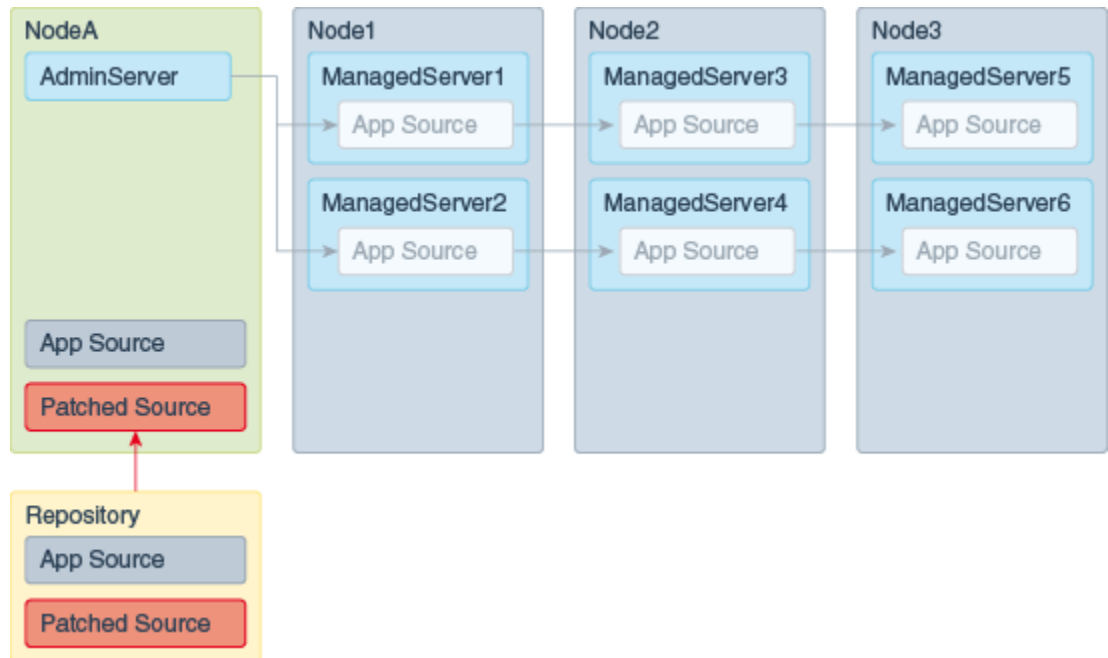 NodeA
AdminServer
App Source
Patched Source
Repository
App Source
Patched Source
Node1
ManagedServer1
App Source
ManagedServer2
App Source
Node2
ManagedServer3
App Source
ManagedServer4
App Source
Node3
ManagedServer5
App Source
ManagedServer6
App Source